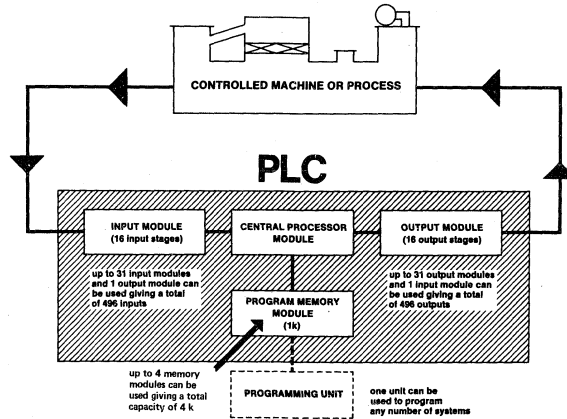 CONTROLLED MACHINE OR PROCESS
PLC
INPUT MODULE
(16 input stages)
CENTRAL PROCESSOR
MODULE
OUTPUT MODULE
(16 output stages)
up to 31 input modules
and 1 output module can
be used giving a total
of 496 inputs
PROGRAM MEMORY
MODULE
(1k)
up to 31 output modules
and 1 input module can
be used giving a total
of 496 outputs
up to 4 memory
modules can be
used giving a total
capacity of 4 k
PROGRAMMING UNIT
one unit can be
used to program
any number of systems